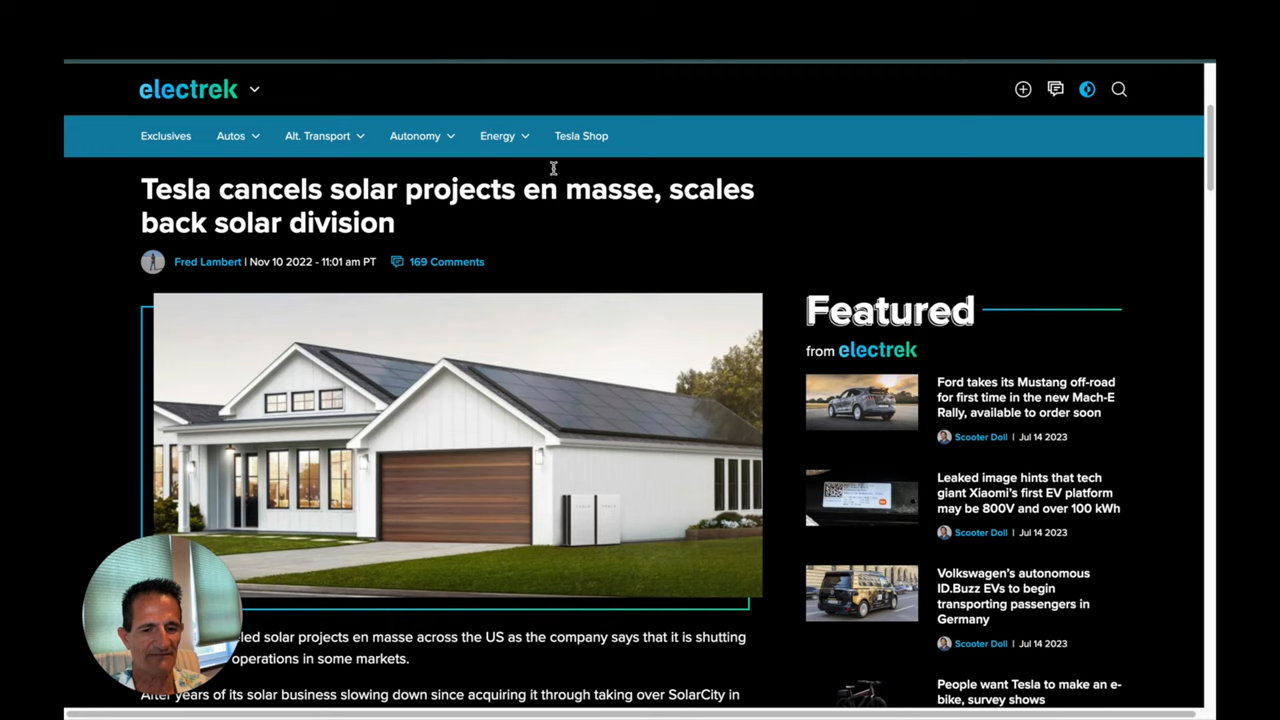 electrek
Exclusives Autos Alt. Transport Autonomy Energy Tesla Shop
Tesla cancels solar projects en masse, scales
back solar division
Fred Lambert | Nov 10 2022 - 11:01 am PT 169 Comments
Featured
from electrek
Ford takes its Mustang off-road
for first time in the new Mach-E
Rally, available to order soon
Scooter Doll | Jul 14 2023
Leaked image hints that tech
giant Xiaomi's first EV platform
may be 800V and over 100 kWh
Scooter Doll | Jul 14 2023
Volkswagen's autonomous
ID.Buzz EVs to begin
transporting passengers in
Germany
Scooter Doll | Jul 14 2023
People want Tesla to make an e-
bike, survey shows
led solar projects en masse across the US as the company says that it is shutting
operations in some markets.
After years of its solar business slowing down since acquiring it through taking over SolarCity in